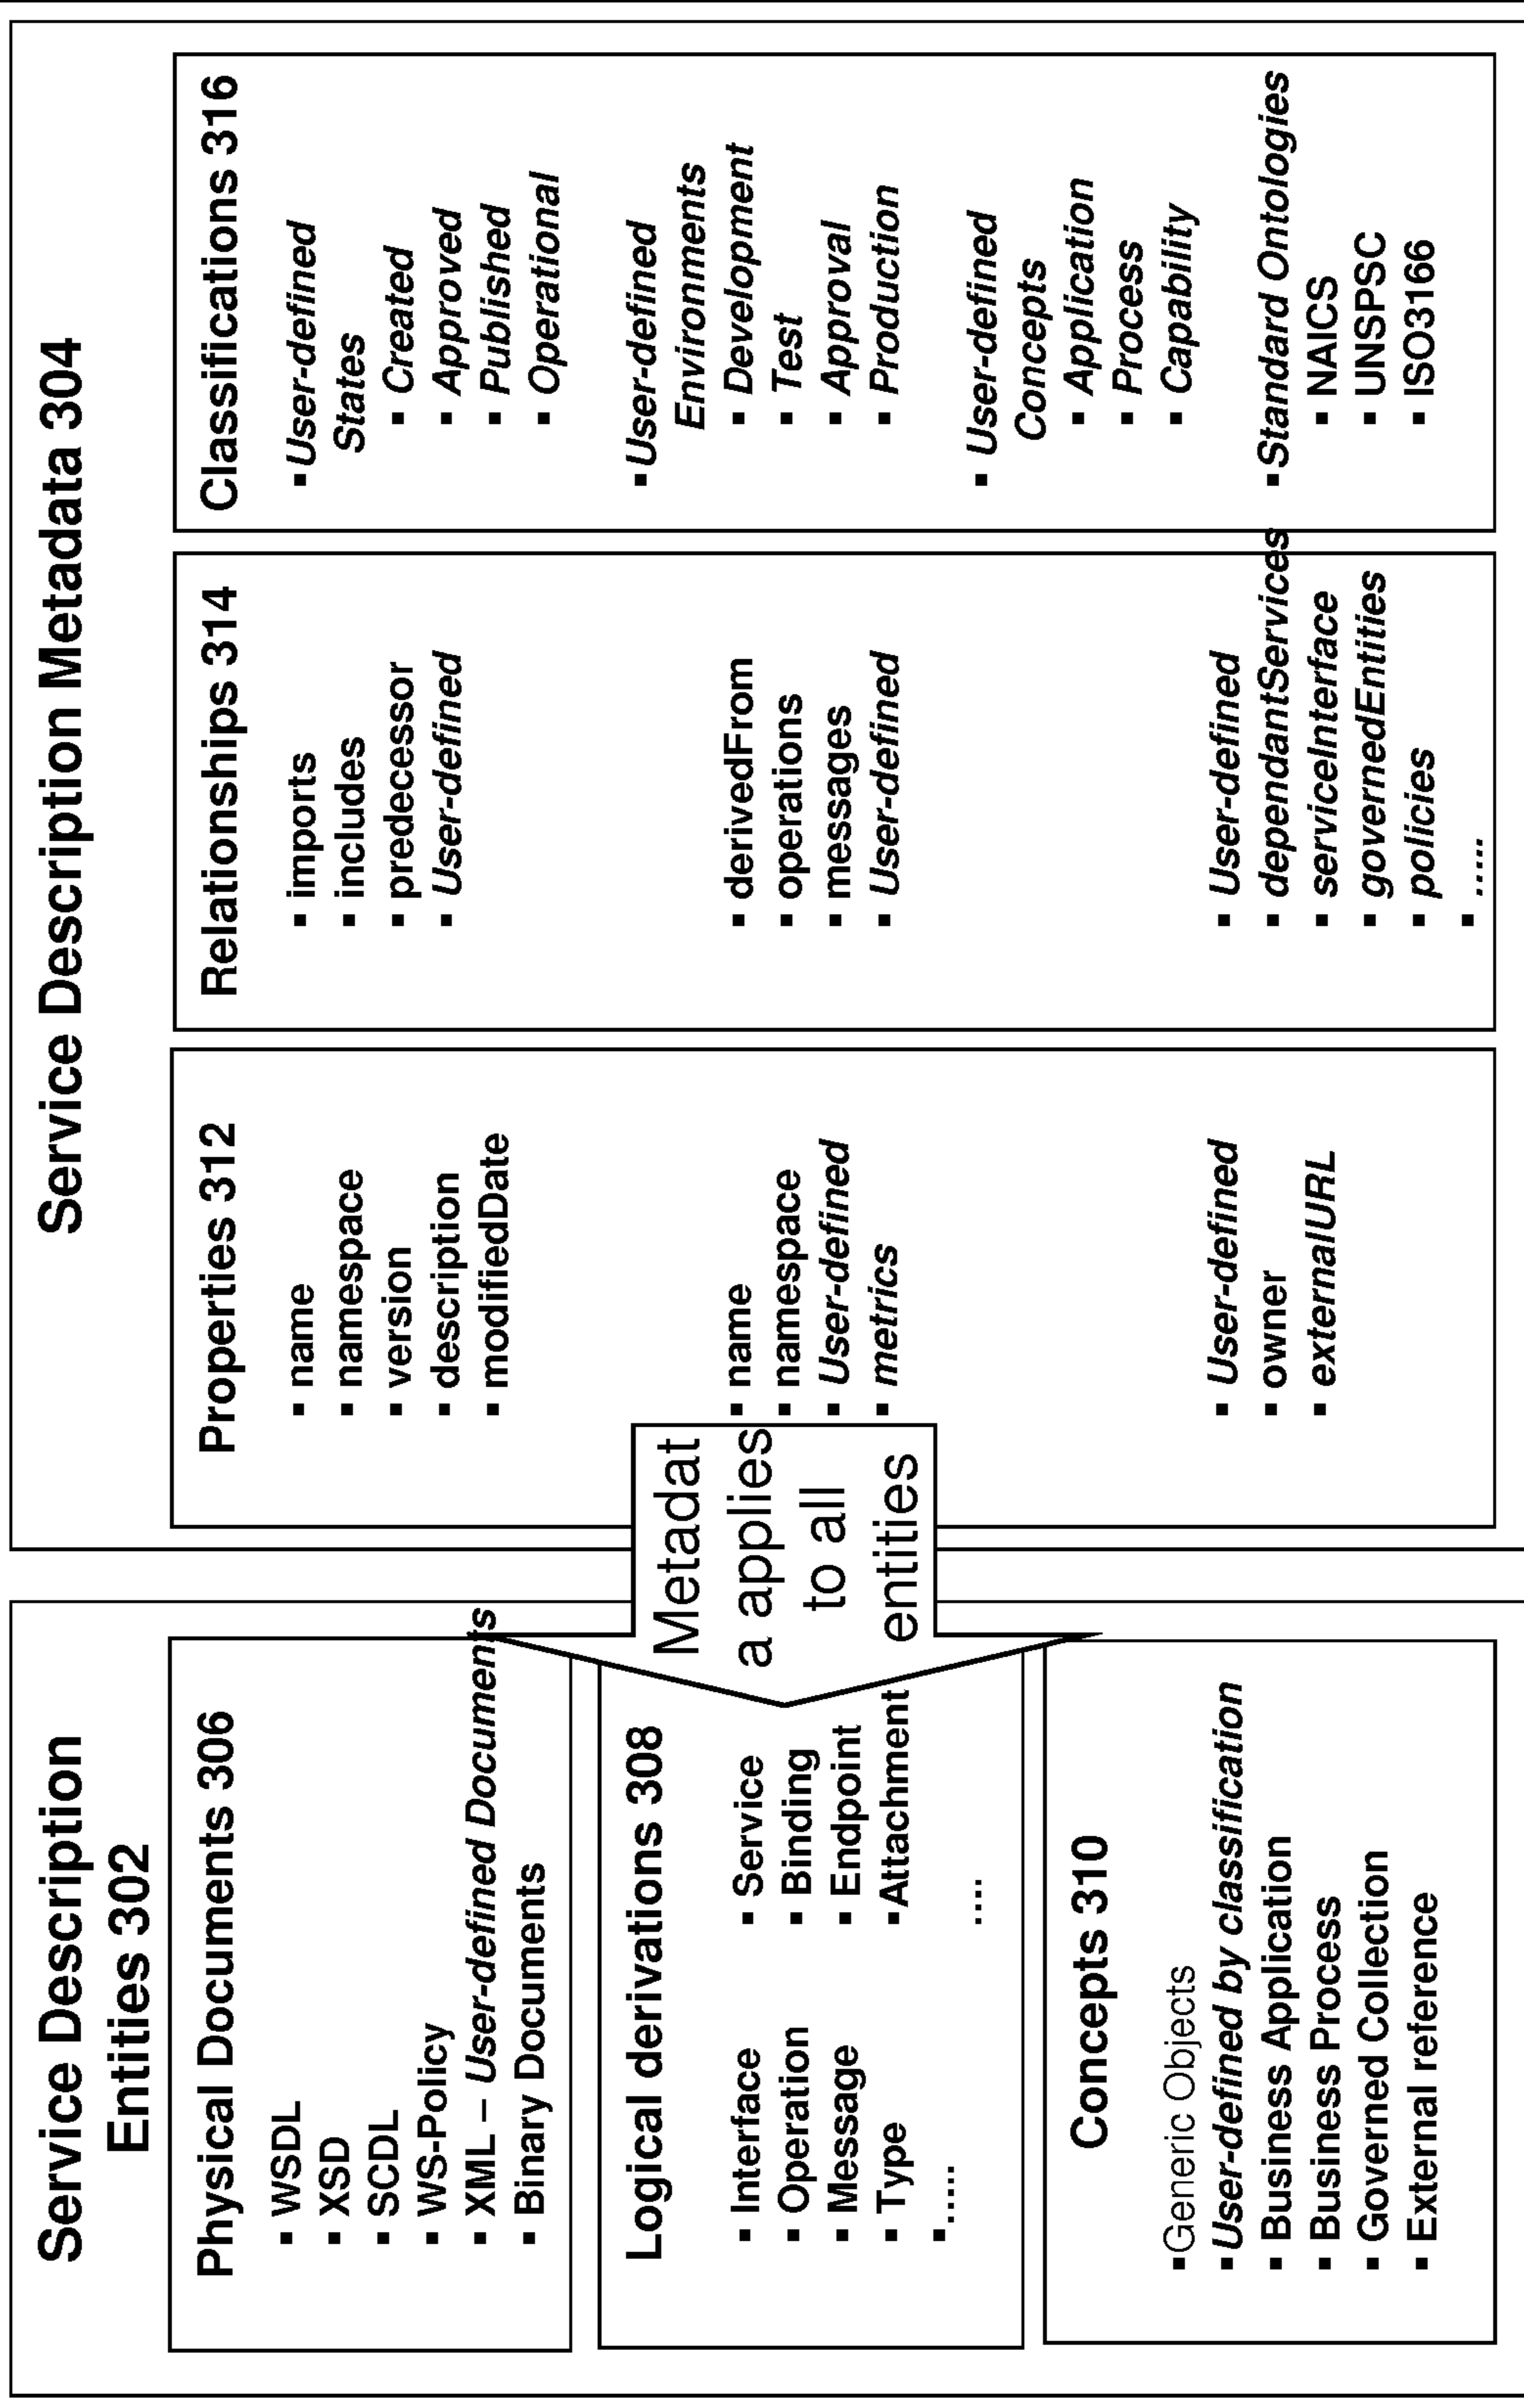 Service Description
Entities 302
Physical Documents 306
▪ WSDL
▪ XSD
▪ SCDL
▪ WS-Policy
▪ XML – User-defined Documents
▪ Binary Documents
Logical derivations 308
▪ Interface
▪ Operation
▪ Message
▪ Type
▪.....
▪ Service
▪ Binding
▪ Endpoint
▪Attachment
....
Concepts 310
▪Generic Objects
▪User-defined by classification
▪ Business Application
▪ Business Process
▪ Governed Collection
▪ External reference
Metadat
a applies
to all
entities
Service Description Metadata 304
Properties 312
▪ name
▪ namespace
▪ version
▪ description
▪ modifiedDate
▪ name
▪ namespace
▪ User-defined
▪ metrics
▪ User-defined
▪ owner
▪ externalURL
Relationships 314
▪ imports
▪ includes
▪ predecessor
▪ User-defined
▪ derivedFrom
▪ operations
▪ messages
▪ User-defined
▪ User-defined
▪ dependantServices
▪ serviceInterface
▪ governedEntities
▪ policies
▪ .....
Classifications 316
▪User-defined
States
▪ Created
▪ Approved
▪ Published
▪ Operational
▪User-defined
Environments
▪ Development
▪ Test
▪ Approval
▪ Production
▪ User-defined
Concepts
▪ Application
▪ Process
▪ Capability
▪Standard Ontologies
▪ NAICS
▪ UNSPSC
▪ ISO3166